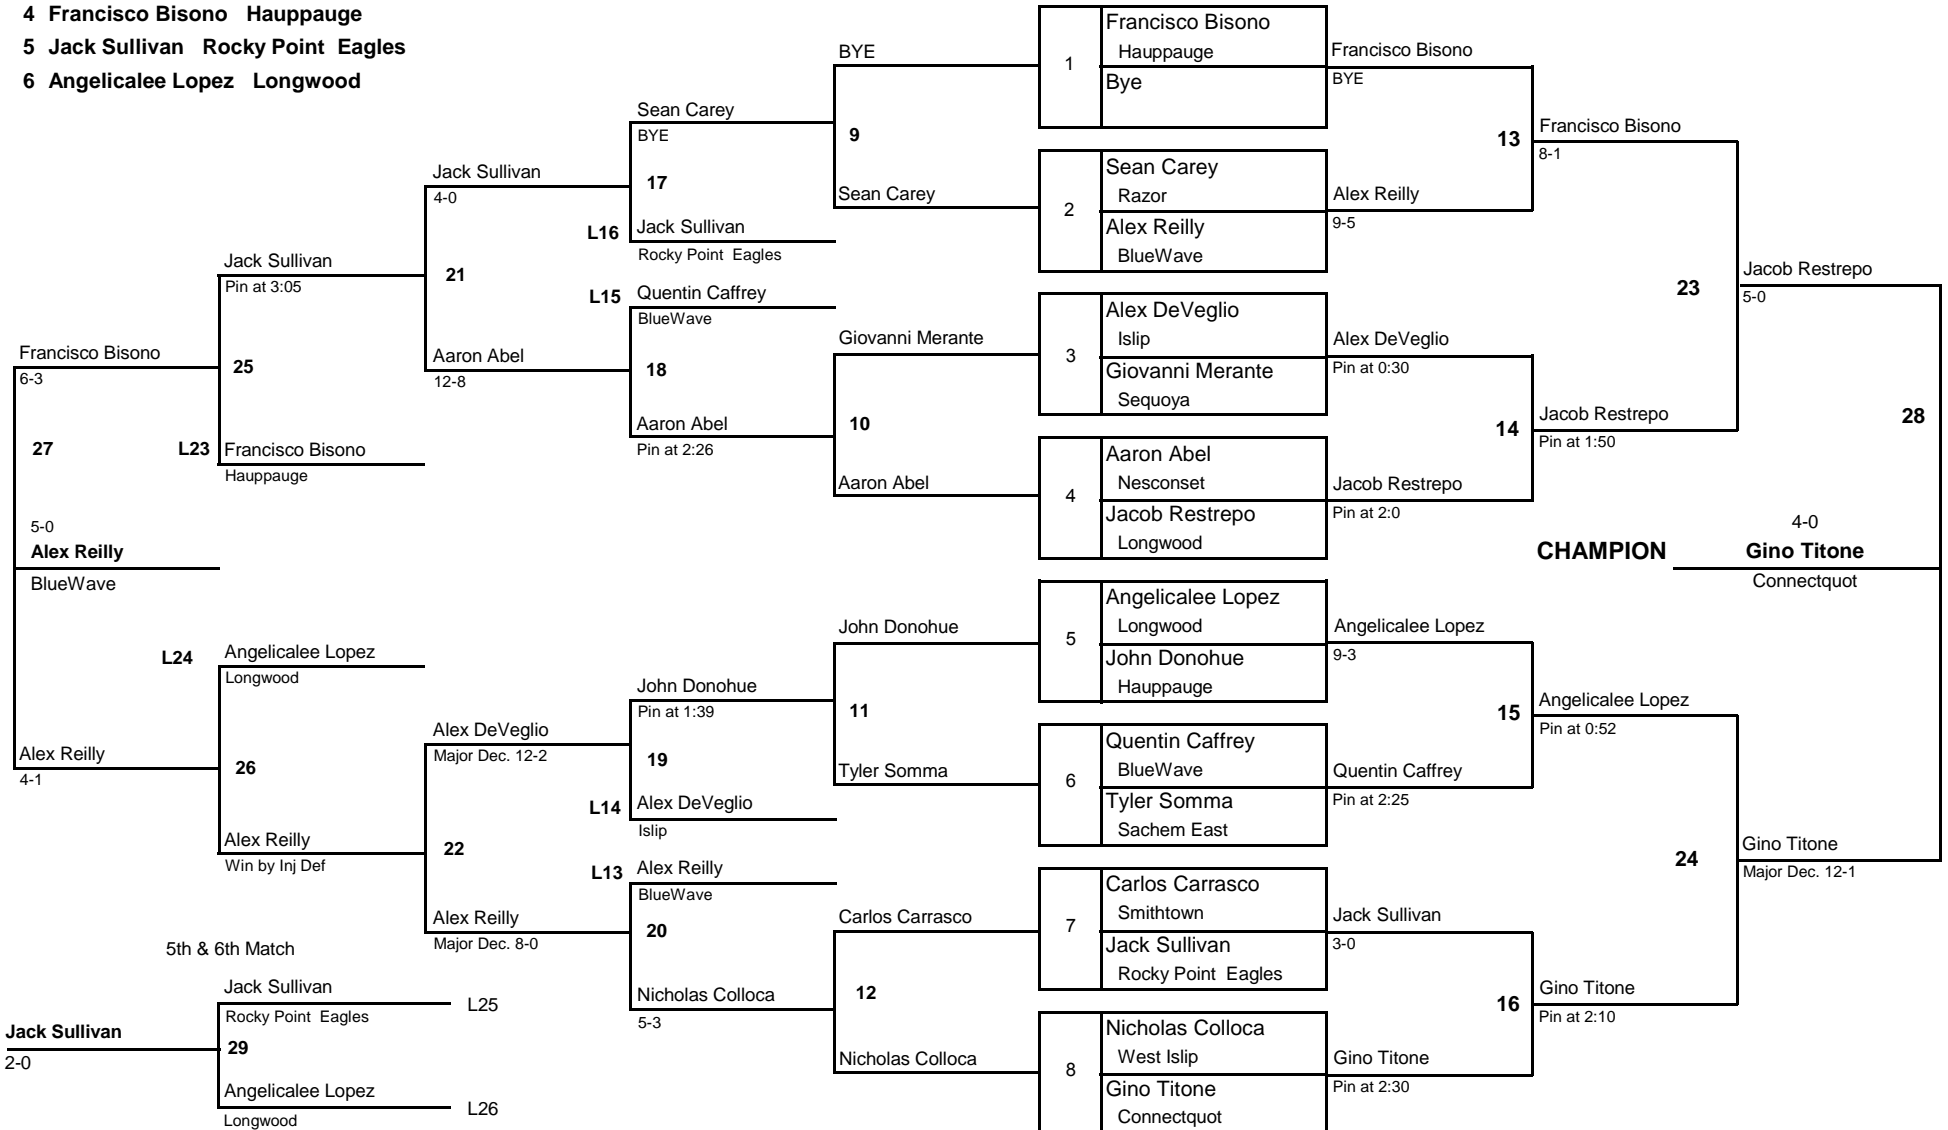 4 Francisco Bisono Hauppauge
5 Jack Sullivan Rocky Point Eagles
6 Angelicalee Lopez Longwood
Francisco Bisono
6-3
27
5-0
Alex Reilly
BlueWave
Alex Reilly
4-1
Jack Sullivan
Pin at 3:05
25
L23 Francisco Bisono
Hauppauge
L24 Angelicalee Lopez
Longwood
26
Alex Reilly
Win by Inj Def
5th & 6th Match
Jack Sullivan
Rocky Point Eagles
L25
Jack Sullivan
2-0
29
Angelicalee Lopez
Longwood
L26
Jack Sullivan
4-0
21
Aaron Abel
12-8
Alex DeVeglio
Major Dec. 12-2
22
Alex Reilly
Major Dec. 8-0
Sean Carey
BYE
17
L16 Jack Sullivan
Rocky Point Eagles
L15 Quentin Caffrey
BlueWave
18
Aaron Abel
Pin at 2:26
John Donohue
Pin at 1:39
19
L14 Alex DeVeglio
Islip
L13 Alex Reilly
BlueWave
20
Nicholas Colloca
5-3
BYE
9
Sean Carey
Giovanni Merante
10
Aaron Abel
John Donohue
11
Tyler Somma
Carlos Carrasco
12
Nicholas Colloca
1
Francisco Bisono
Hauppauge
Bye
2
Sean Carey
Razor
Alex Reilly
BlueWave
3
Alex DeVeglio
Islip
Giovanni Merante
Sequoya
4
Aaron Abel
Nesconset
Jacob Restrepo
Longwood
5
Angelicalee Lopez
Longwood
John Donohue
Hauppauge
6
Quentin Caffrey
BlueWave
Tyler Somma
Sachem East
7
Carlos Carrasco
Smithtown
Jack Sullivan
Rocky Point Eagles
8
Nicholas Colloca
West Islip
Gino Titone
Connectquot
Francisco Bisono
BYE
13
Alex Reilly
9-5
Alex DeVeglio
Pin at 0:30
14
Jacob Restrepo
Pin at 2:0
Angelicalee Lopez
9-3
15
Quentin Caffrey
Pin at 2:25
Jack Sullivan
3-0
16
Gino Titone
Pin at 2:30
Francisco Bisono
8-1
23
Jacob Restrepo
Pin at 1:50
Angelicalee Lopez
Pin at 0:52
24
Gino Titone
Pin at 2:10
Jacob Restrepo
5-0
28
4-0
CHAMPION Gino Titone
Connectquot
Gino Titone
Major Dec. 12-1